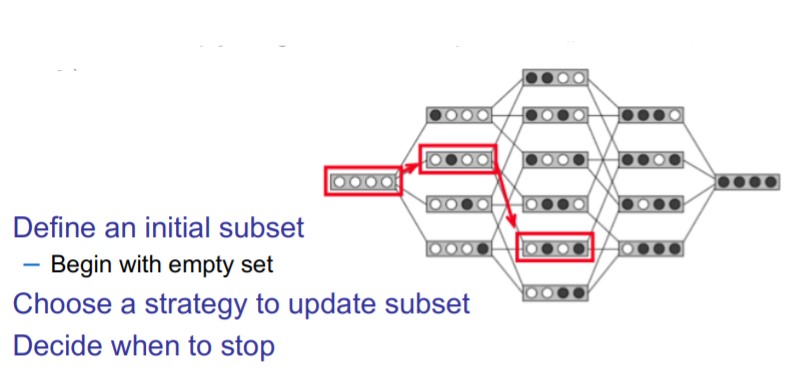 Define an initial subset
– Begin with empty set
Choose a strategy to update subset
Decide when to stop